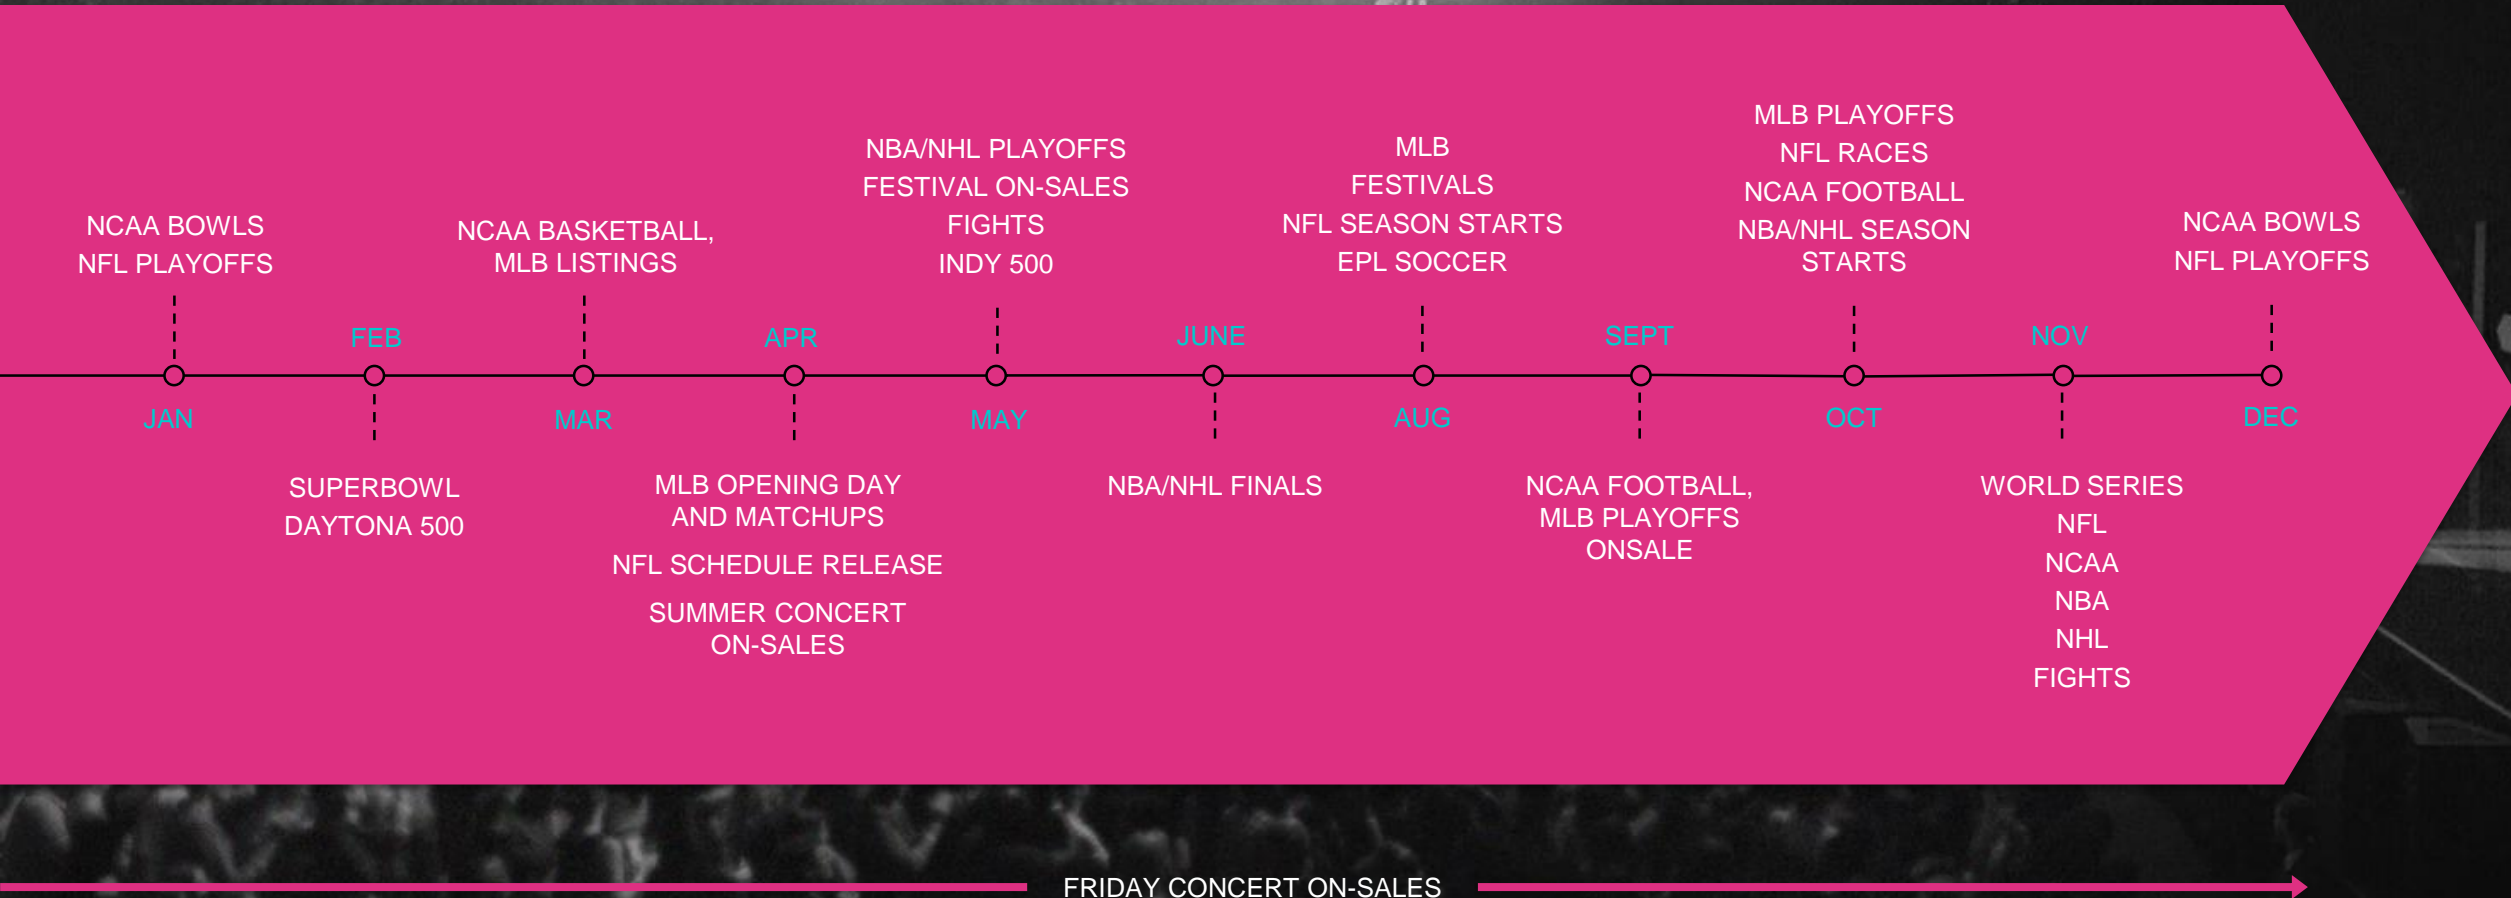 NCAA BOWLS
NFL PLAYOFFS
JAN
FEB
SUPERBOWL
DAYTONA 500
NCAA BASKETBALL,
MLB LISTINGS
MAR
APR
MLB OPENING DAY
AND MATCHUPS
NFL SCHEDULE RELEASE
SUMMER CONCERT
ON-SALES
NBA/NHL PLAYOFFS
FESTIVAL ON-SALES
FIGHTS
INDY 500
MAY
JUNE
NBA/NHL FINALS
MLB
FESTIVALS
NFL SEASON STARTS
EPL SOCCER
AUG
SEPT
NCAA FOOTBALL,
MLB PLAYOFFS
ONSALE
MLB PLAYOFFS
NFL RACES
NCAA FOOTBALL
NBA/NHL SEASON
STARTS
OCT
NOV
WORLD SERIES
NFL
NCAA
NBA
NHL
FIGHTS
NCAA BOWLS
NFL PLAYOFFS
DEC
FRIDAY CONCERT ON-SALES